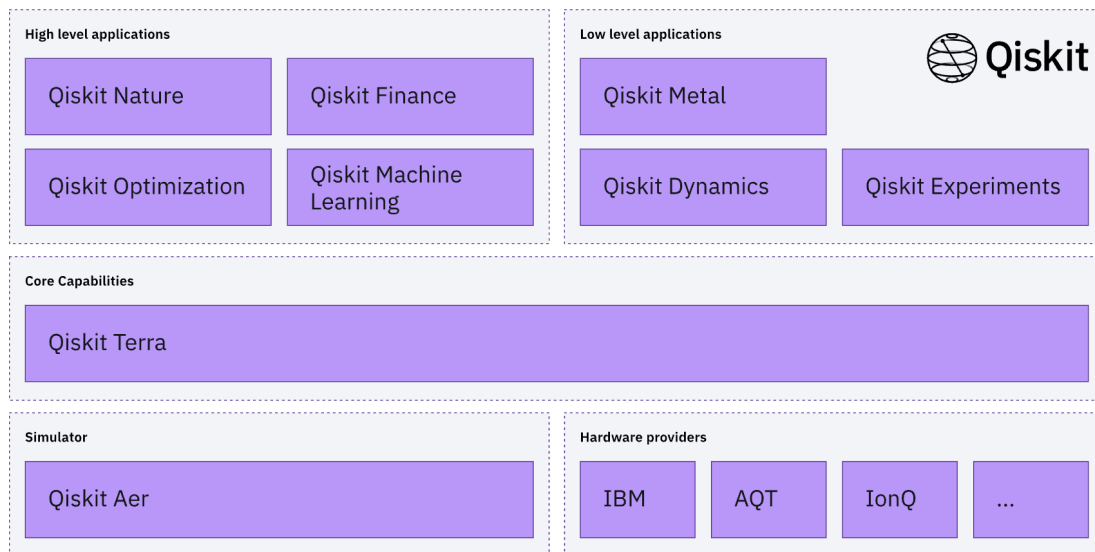 High level applications
Qiskit Nature
Qiskit Finance
Qiskit Optimization
Qiskit Machine
Learning
Low level applications
Qiskit
Qiskit Metal
Qiskit Dynamics
Qiskit Experiments
Core Capabilities
Qiskit Terra
Simulator
Qiskit Aer
Hardware providers
IBM
AQT
IonQ
...